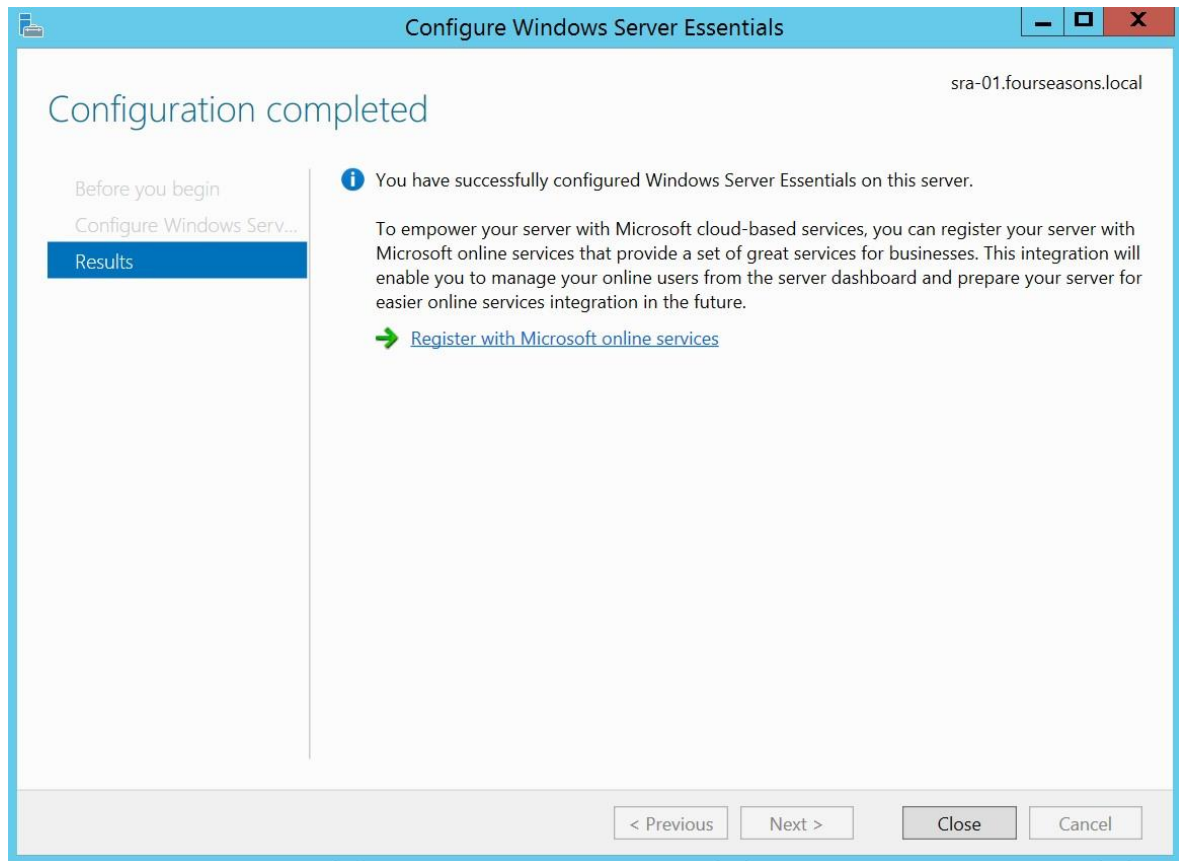 Configure Windows Server Essentials
sra-01.fourseasons.local
Configuration completed
Before you begin
Configure Windows Serv...
Results
You have successfully configured Windows Server Essentials on this server.
To empower your server with Microsoft cloud-based services, you can register your server with
Microsoft online services that provide a set of great services for businesses. This integration will
enable you to manage your online users from the server dashboard and prepare your server for
easier online services integration in the future.
Register with Microsoft online services
< Previous
Next >
Close
Cancel